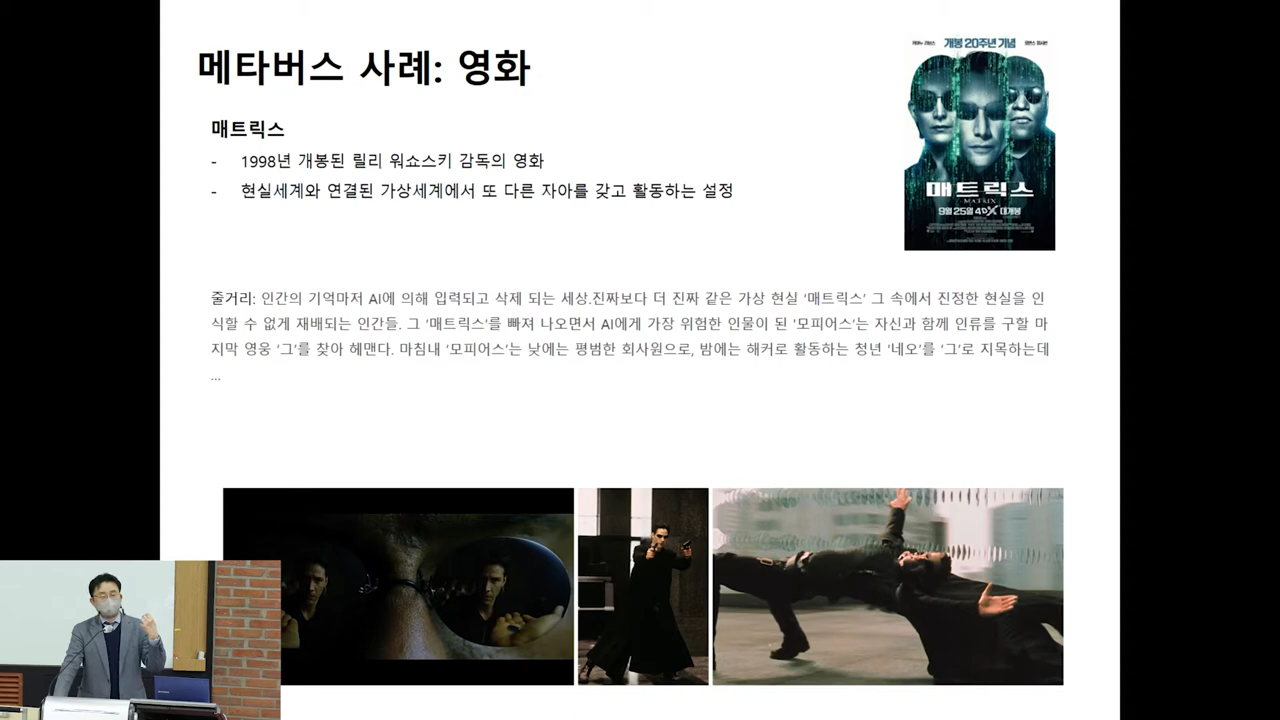 메타버스 사례: 영화
개봉 20주년 기념
매트릭스
- 1998년 개봉된 릴리 워쇼스키 감독의 영화
- 현실세계와 연결된 가상세계에서 또 다른 자아를 갖고 활동하는 설정
매트릭스
MATRIX
9월 25일 4DX 대개봉
줄거리: 인간의 기억마저 AI에 의해 입력되고 삭제 되는 세상.진짜보다 더 진짜 같은 가상 현실 '매트릭스' 그 속에서 진정한 현실을 인
식할 수 없게 재배되는 인간들. 그 '매트릭스'를 빠져 나오면서 AI에게 가장 위험한 인물이 된 '모피어스'는 자신과 함께 인류를 구할 마
지막 영웅 '그'를 찾아 헤맨다. 마침내 '모피어스'는 낮에는 평범한 회사원으로, 밤에는 해커로 활동하는 청년 '네오'를 '그'로 지목하는데
...